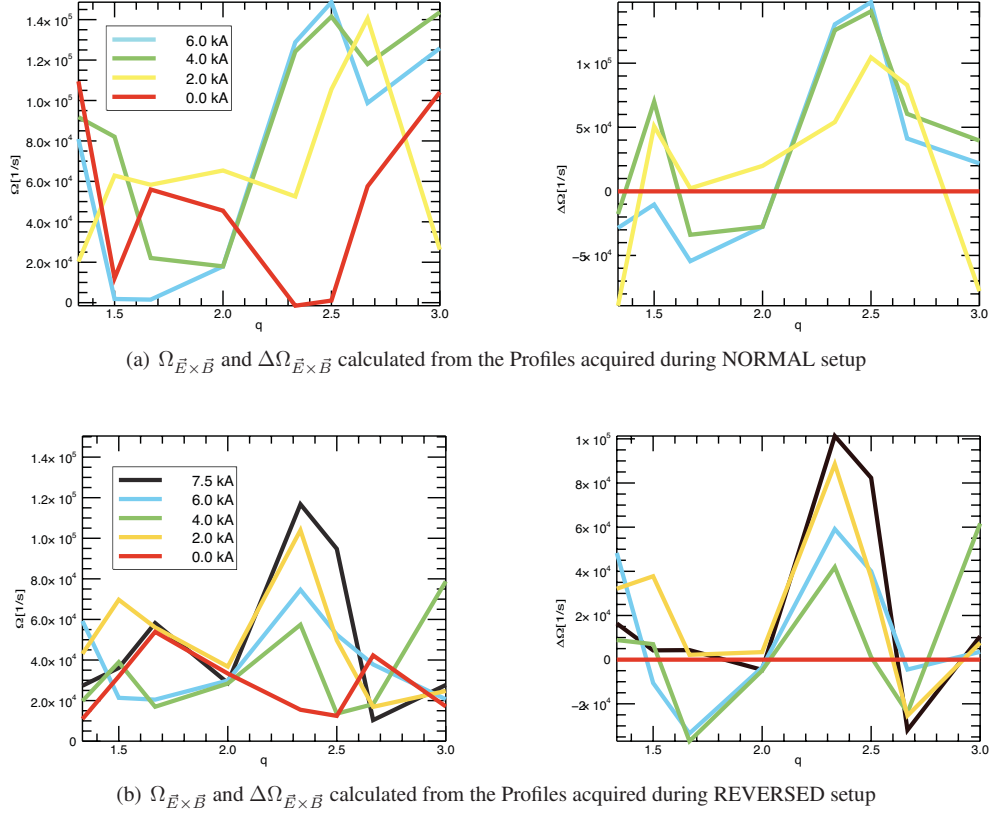 1.4× 10⁵
1.2× 10⁵
1.0× 10⁵
8.0× 10⁴
6.0× 10⁴
4.0× 10⁴
2.0× 10⁴
0
Ω[1/s]
6.0 kA
4.0 kA
2.0 kA
0.0 kA
1.5 2.0 2.5 3.0
q
1× 10⁵
5× 10⁴
0
−5× 10⁴
ΔΩ[1/s]
1.5 2.0 2.5 3.0
q
(a) Ω_{E⃗×B⃗} and ΔΩ_{E⃗×B⃗} calculated from the Profiles acquired during NORMAL setup
1.4× 10⁵
1.2× 10⁵
1.0× 10⁵
8.0× 10⁴
6.0× 10⁴
4.0× 10⁴
2.0× 10⁴
0
Ω[1/s]
7.5 kA
6.0 kA
4.0 kA
2.0 kA
0.0 kA
1.5 2.0 2.5 3.0
q
1× 10⁵
8× 10⁴
6× 10⁴
4× 10⁴
2× 10⁴
0
−2× 10⁴
ΔΩ[1/s]
1.5 2.0 2.5 3.0
q
(b) Ω_{E⃗×B⃗} and ΔΩ_{E⃗×B⃗} calculated from the Profiles acquired during REVERSED setup